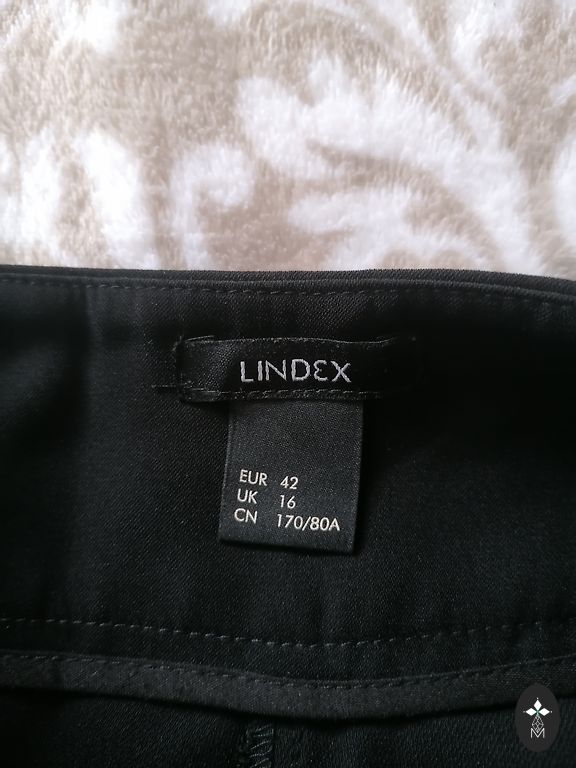 LINDEX
EUR 42
UK 16
CN 170/80A
M